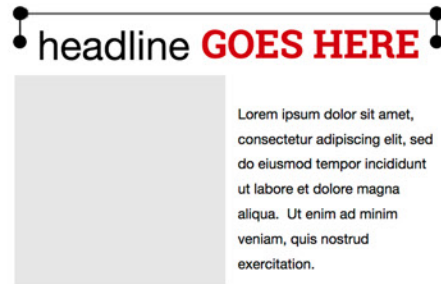 headline GOES HERE
Lorem ipsum dolor sit amet,
consectetur adipiscing elit, sed
do eiusmod tempor incididunt
ut labore et dolore magna
aliqua.  Ut enim ad minim
veniam, quis nostrud
exercitation.